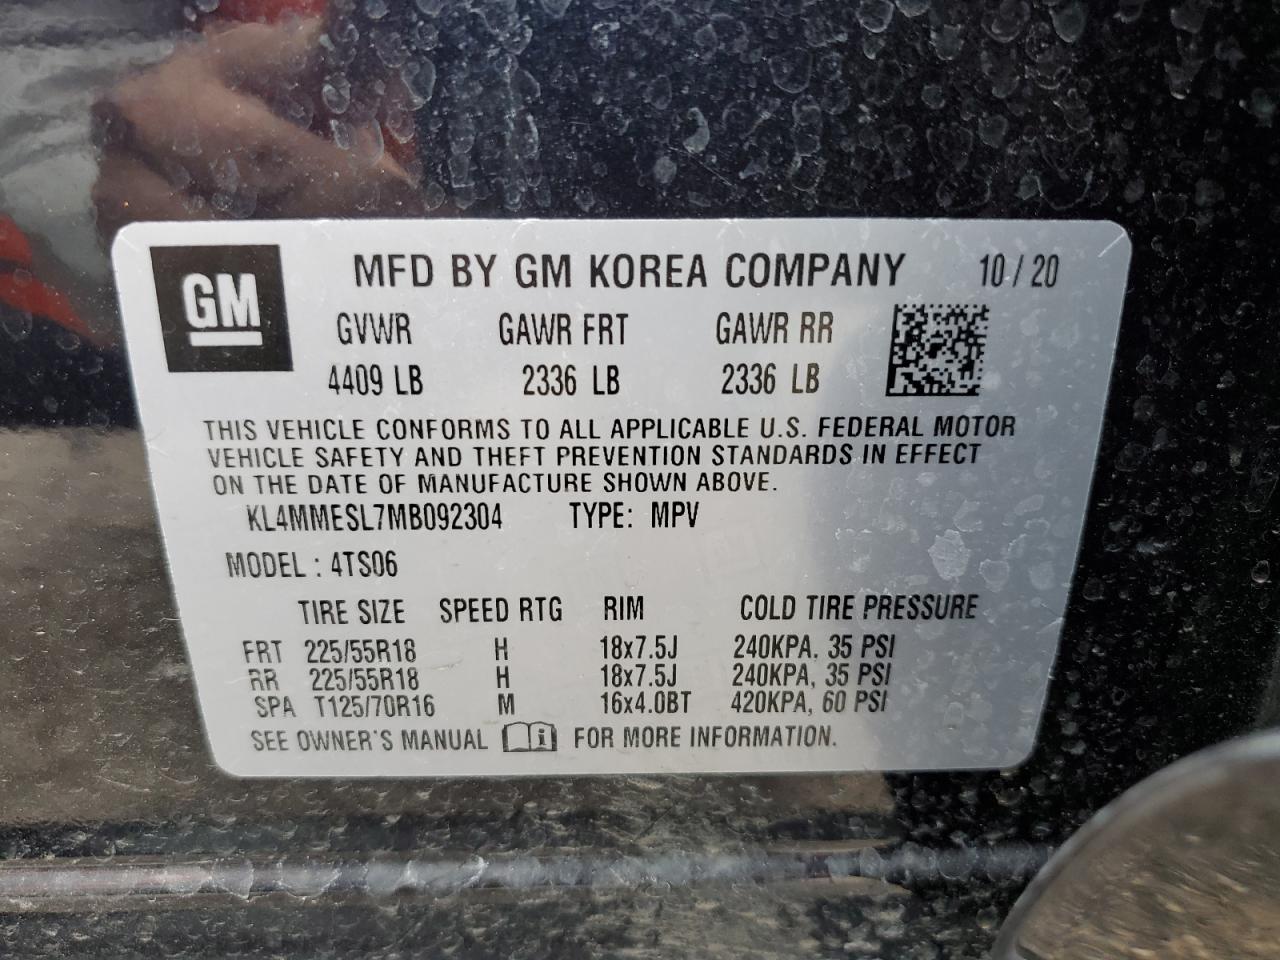 GM
MFD BY GM KOREA COMPANY 10/20
GVWR GAWR FRT GAWR RR
4409 LB 2336 LB 2336 LB
THIS VEHICLE CONFORMS TO ALL APPLICABLE U.S. FEDERAL MOTOR
VEHICLE SAFETY AND THEFT PREVENTION STANDARDS IN EFFECT
ON THE DATE OF MANUFACTURE SHOWN ABOVE.
KL4MMESL7MB092304 TYPE: MPV
MODEL : 4TS06
TIRE SIZE SPEED RTG RIM COLD TIRE PRESSURE
FRT 225/55R18 H 18x7.5J 240KPA, 35 PSI
RR 225/55R18 H 18x7.5J 240KPA, 35 PSI
SPA T125/70R16 M 16x4.0BT 420KPA, 60 PSI
SEE OWNER'S MANUAL i FOR MORE INFORMATION.